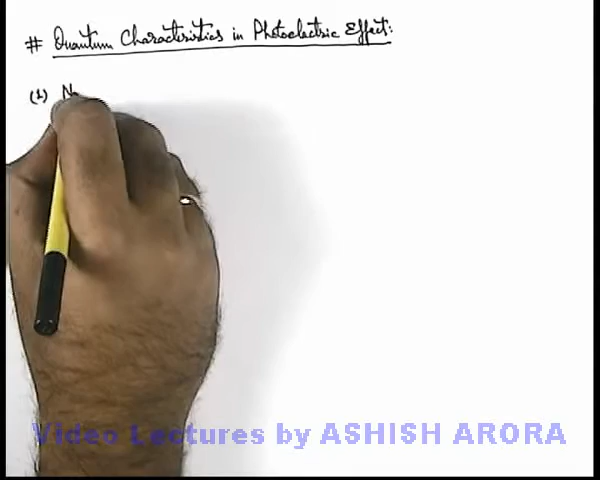 # Quantum Characteristics in Photoelectric Effect:
(1) N
Video Lectures by ASHISH ARORA